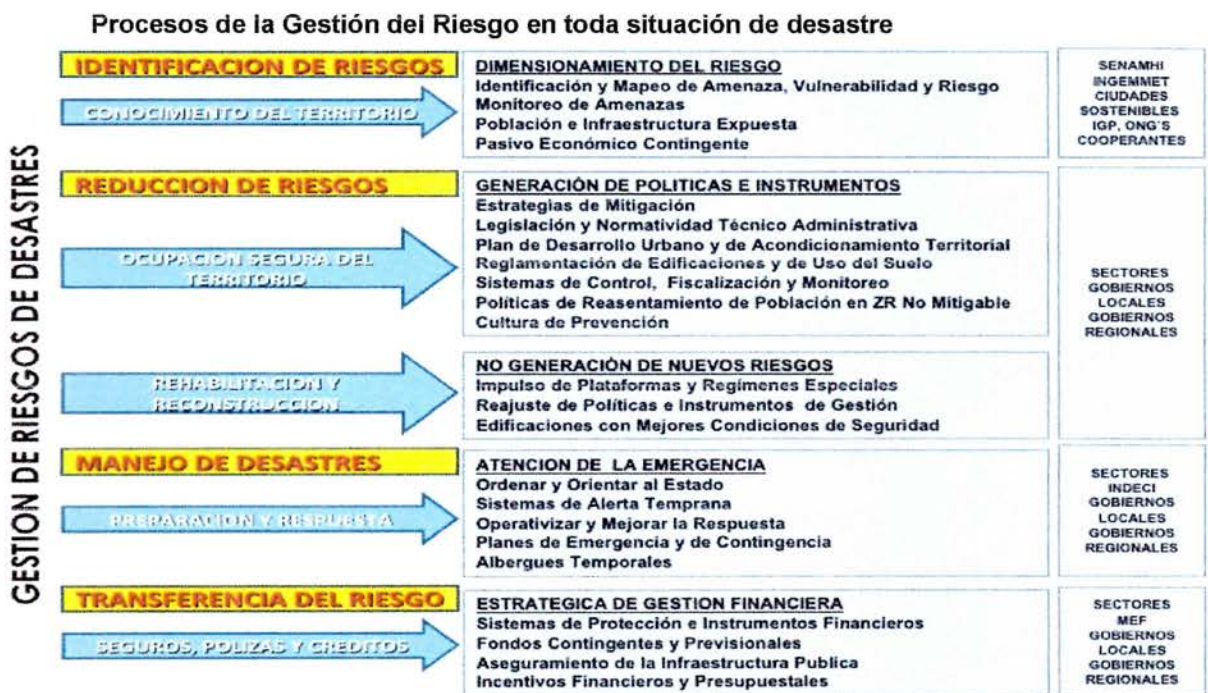 Procesos de la Gestión del Riesgo en toda situación de desastre
GESTION DE RIESGOS DE DESASTRES
IDENTIFICACION DE RIESGOS
CONOCIMIENTO DEL TERRITORIO
DIMENSIONAMIENTO DEL RIESGO
Identificación y Mapeo de Amenaza, Vulnerabilidad y Riesgo
Monitoreo de Amenazas
Población e Infraestructura Expuesta
Pasivo Económico Contingente
SENAMHI
INGEMMET
CIUDADES
SOSTENIBLES
IGP, ONG'S
COOPERANTES
REDUCCION DE RIESGOS
OCUPACION SEGURA DEL
TERRITORIO
GENERACIÓN DE POLITICAS E INSTRUMENTOS
Estrategias de Mitigación
Legislación y Normatividad Técnico Administrativa
Plan de Desarrollo Urbano y de Acondicionamiento Territorial
Reglamentación de Edificaciones y de Uso del Suelo
Sistemas de Control, Fiscalización y Monitoreo
Políticas de Reasentamiento de Población en ZR No Mitigable
Cultura de Prevención
REHABILITACION Y
RECONSTRUCCION
NO GENERACIÓN DE NUEVOS RIESGOS
Impulso de Plataformas y Regímenes Especiales
Reajuste de Políticas e Instrumentos de Gestión
Edificaciones con Mejores Condiciones de Seguridad
SECTORES
GOBIERNOS
LOCALES
GOBIERNOS
REGIONALES
MANEJO DE DESASTRES
PREPARACION Y RESPUESTA
ATENCION DE LA EMERGENCIA
Ordenar y Orientar al Estado
Sistemas de Alerta Temprana
Operativizar y Mejorar la Respuesta
Planes de Emergencia y de Contingencia
Albergues Temporales
SECTORES
INDECI
GOBIERNOS
LOCALES
GOBIERNOS
REGIONALES
TRANSFERENCIA DEL RIESGO
SEGUROS, POLIZAS Y CREDITOS
ESTRATEGICA DE GESTION FINANCIERA
Sistemas de Protección e Instrumentos Financieros
Fondos Contingentes y Previsionales
Aseguramiento de la Infraestructura Publica
Incentivos Financieros y Presupuestales
SECTORES
MEF
GOBIERNOS
LOCALES
GOBIERNOS
REGIONALES